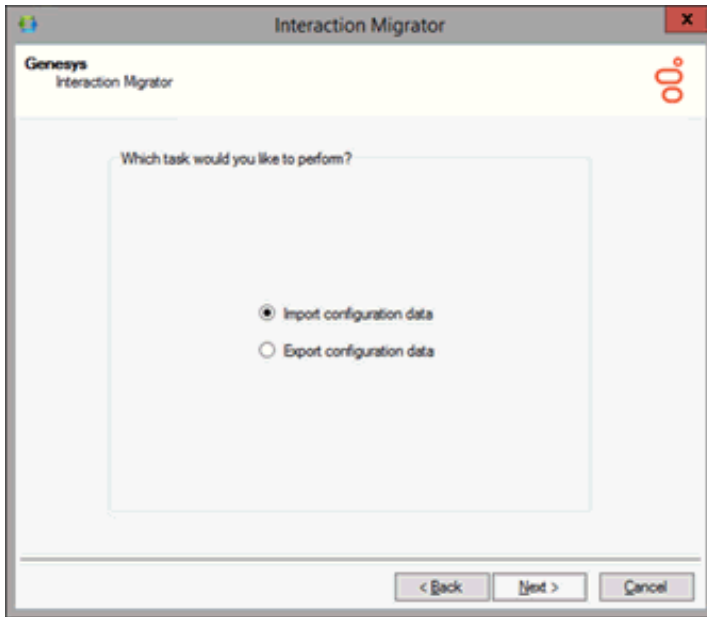 Interaction Migrator
x
Genesys
Interaction Migrator
Which task would you like to perform?
Import configuration data
Export configuration data
< Back Next > Cancel